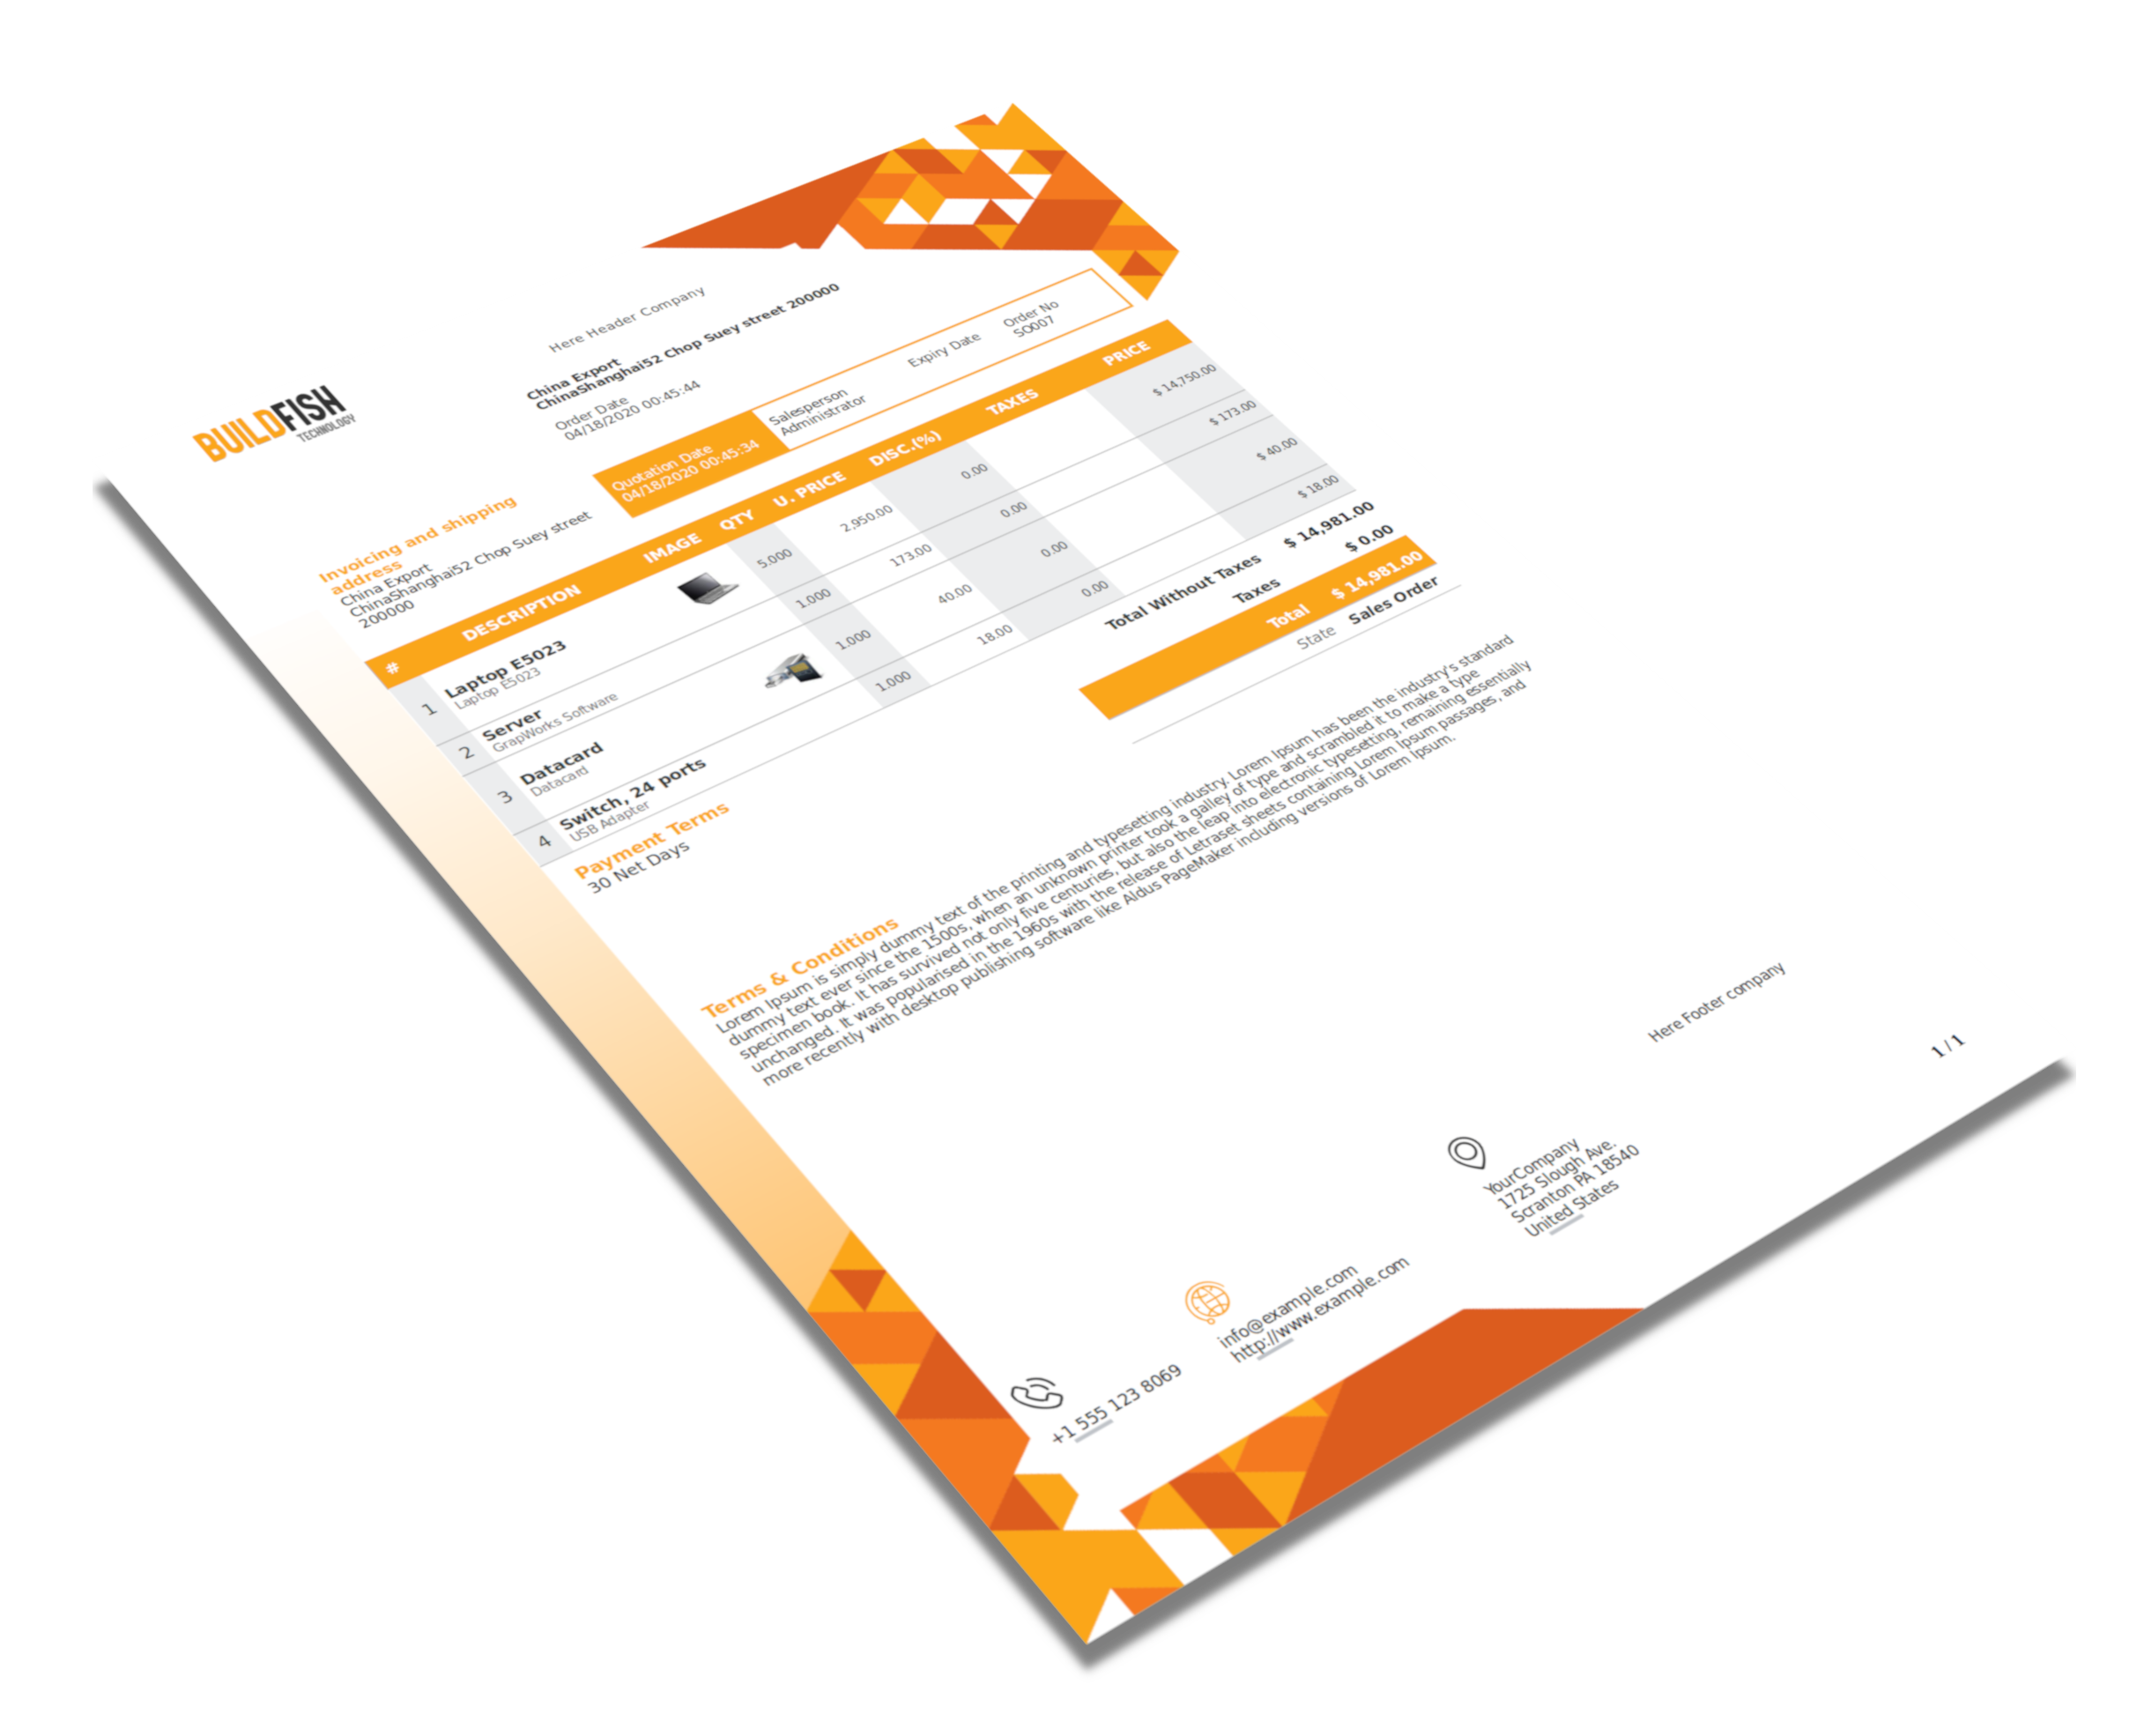 Here Header Company
BUILDFISH
TECHNOLOGY
China Export
ChinaShanghai52 Chop Suey street 200000
Order Date
04/18/2020 00:45:44
Quotation Date
04/18/2020 00:45:34
Salesperson
Administrator
Expiry Date
Order No
SO007
Invoicing and shipping
address
China Export
ChinaShanghai52 Chop Suey street
200000
# DESCRIPTION IMAGE QTY U. PRICE DISC.(%) TAXES PRICE
1 Laptop E5023 5.000 2,950.00 0.00 $ 14,750.00
Laptop E5023
2 Server 1.000 173.00 0.00 $ 173.00
GrapWorks Software
3 Datacard 1.000 40.00 0.00 $ 40.00
Datacard
4 Switch, 24 ports 1.000 18.00 0.00 $ 18.00
USB Adapter
Total Without Taxes $ 14,981.00
Taxes $ 0.00
Total $ 14,981.00
State Sales Order
Payment Terms
30 Net Days
Terms & Conditions
Lorem Ipsum is simply dummy text of the printing and typesetting industry. Lorem Ipsum has been the industry's standard
dummy text ever since the 1500s, when an unknown printer took a galley of type and scrambled it to make a type
specimen book. It has survived not only five centuries, but also the leap into electronic typesetting, remaining essentially
unchanged. It was popularised in the 1960s with the release of Letraset sheets containing Lorem Ipsum passages, and
more recently with desktop publishing software like Aldus PageMaker including versions of Lorem Ipsum.
Here Footer company
1 / 1
+1 555 123 8069
info@example.com
http://www.example.com
YourCompany
1725 Slough Ave.
Scranton PA 18540
United States